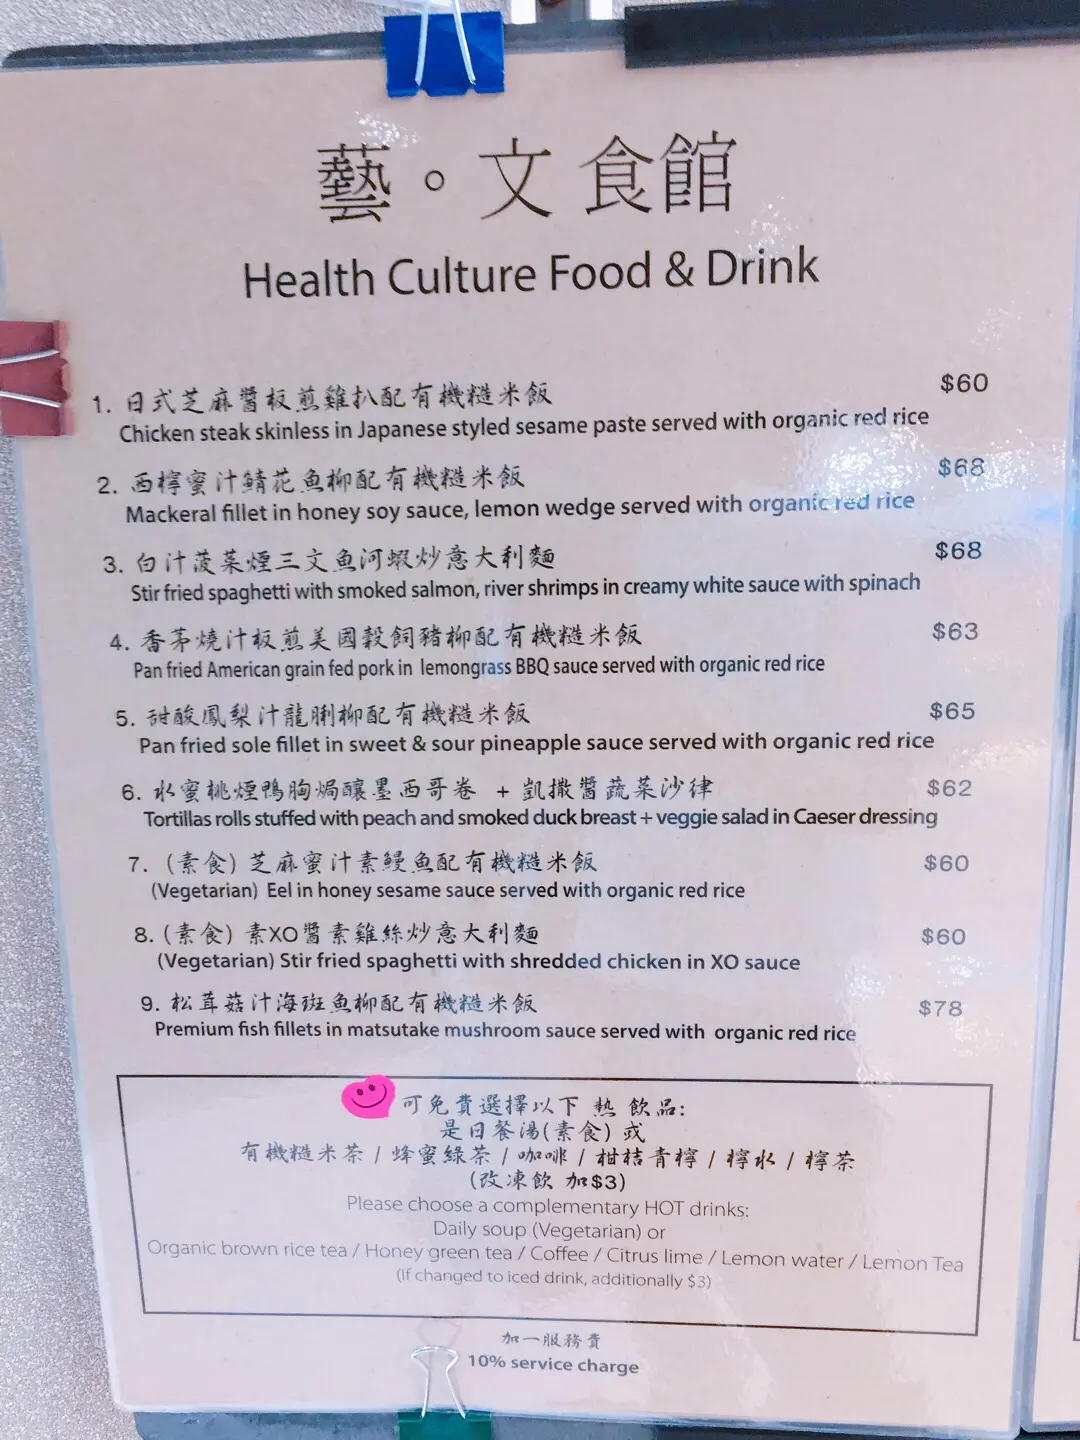 藝。文食館
Health Culture Food & Drink
1. 日式芝麻醬板煎雞扒配有機糙米飯 $60
Chicken steak skinless in Japanese styled sesame paste served with organic red rice
2. 西檸蜜汁鯖花魚柳配有機糙米飯 $68
Mackeral fillet in honey soy sauce, lemon wedge served with organic red rice
3. 白汁菠菜煙三文魚河蝦炒意大利麵 $68
Stir fried spaghetti with smoked salmon, river shrimps in creamy white sauce with spinach
4. 香茅燒汁板煎美國穀飼豬柳配有機糙米飯 $63
Pan fried American grain fed pork in lemongrass BBQ sauce served with organic red rice
5. 甜酸鳳梨汁龍脷柳配有機糙米飯 $65
Pan fried sole fillet in sweet & sour pineapple sauce served with organic red rice
6. 水蜜桃煙鴨胸焗釀墨西哥卷 + 凱撒醬蔬菜沙律 $62
Tortillas rolls stuffed with peach and smoked duck breast + veggie salad in Caeser dressing
7. (素食) 芝麻蜜汁素鰻魚配有機糙米飯 $60
(Vegetarian) Eel in honey sesame sauce served with organic red rice
8. (素食) 素XO醬素雞絲炒意大利麵 $60
(Vegetarian) Stir fried spaghetti with shredded chicken in XO sauce
9. 松茸菇汁海斑魚柳配有機糙米飯 $78
Premium fish fillets in matsutake mushroom sauce served with organic red rice
可免費選擇以下 熱 飲品:
是日餐湯(素食) 或
有機糙米茶 / 蜂蜜綠茶 / 咖啡 / 柑桔青檸 / 檸水 / 檸茶
(改凍飲 加$3)
Please choose a complementary HOT drinks:
Daily soup (Vegetarian) or
Organic brown rice tea / Honey green tea / Coffee / Citrus lime / Lemon water / Lemon Tea
(If changed to iced drink, additionally $3)
加一服務費
10% service charge